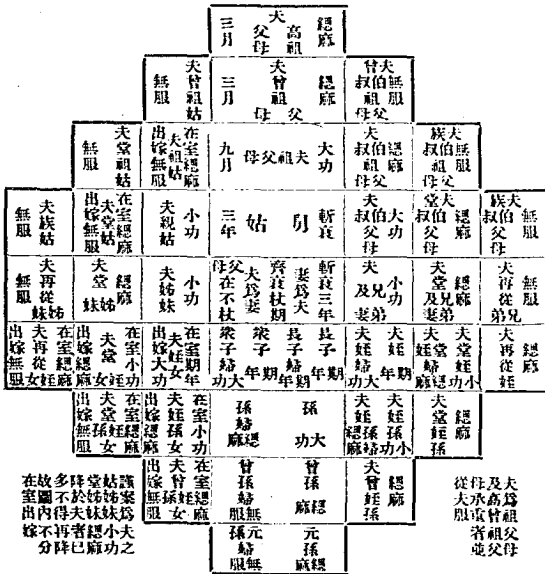 緦麻 夫高祖父母 三月
無服 夫曾伯叔父母
緦麻 夫曾祖父母 三月
夫曾祖姑 無服
無服 夫族伯叔父母
緦麻 夫伯叔祖父母
大功 夫祖父母 九月
在室緦麻 夫祖姑 出嫁無服
夫堂祖姑 無服
無服 夫族伯叔父母
緦麻 夫堂伯叔父母
大功 夫伯叔父母
斬衰 舅姑 三年
小功 夫親姑
在室緦麻 夫堂姑 出嫁無服
夫族姑 無服
夫再從兄弟 無服
緦麻 夫堂兄弟及妻
小功 夫兄弟及妻
斬衰三年 妻為夫
齊衰杖期 夫為妻 父母在不杖
小功 夫姊妹
緦麻 夫堂姊妹
夫再從姊妹 無服
緦麻 夫再從姪
夫堂姪 小功 夫堂姪婦 緦麻
夫姪 期年 夫姪婦 大功
長子 期年 長子婦 期年
眾子 期年 眾子婦 大功
在室期年 夫姪女 出嫁大功
在室小功 夫堂姪女 出嫁緦麻
在室緦麻 夫再從姪女 出嫁無服
緦麻 夫堂姪孫
夫姪孫 小功 夫姪孫婦 緦麻
孫 大功
孫婦 緦麻
在室小功 夫姪孫女 出嫁緦麻
在室緦麻 夫堂姪孫女 出嫁無服
緦麻 夫曾姪孫
曾孫 緦麻
曾孫婦 無服
在室緦麻 夫曾姪孫女 出嫁無服
元孫 緦麻
元孫婦 無服
夫為祖父母
及高曾祖父母
承重者並
從夫服
謹案為夫之
姑姊妹小功
堂姊妹緦麻
降於夫者已
多不得再降
故圖內不分
在室出嫁